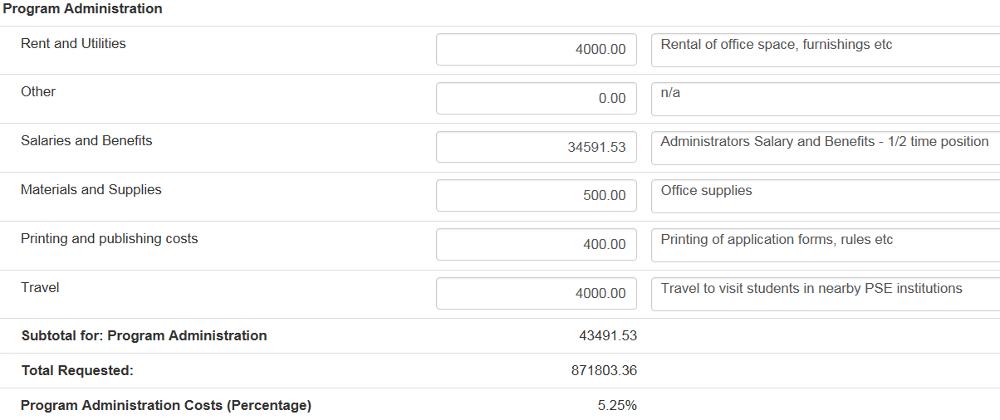 Program Administration
Rent and Utilities 4000.00 Rental of office space, furnishings etc
Other 0.00 n/a
Salaries and Benefits 34591.53 Administrators Salary and Benefits - 1/2 time position
Materials and Supplies 500.00 Office supplies
Printing and publishing costs 400.00 Printing of application forms, rules etc
Travel 4000.00 Travel to visit students in nearby PSE institutions
Subtotal for: Program Administration 43491.53
Total Requested: 871803.36
Program Administration Costs (Percentage) 5.25%